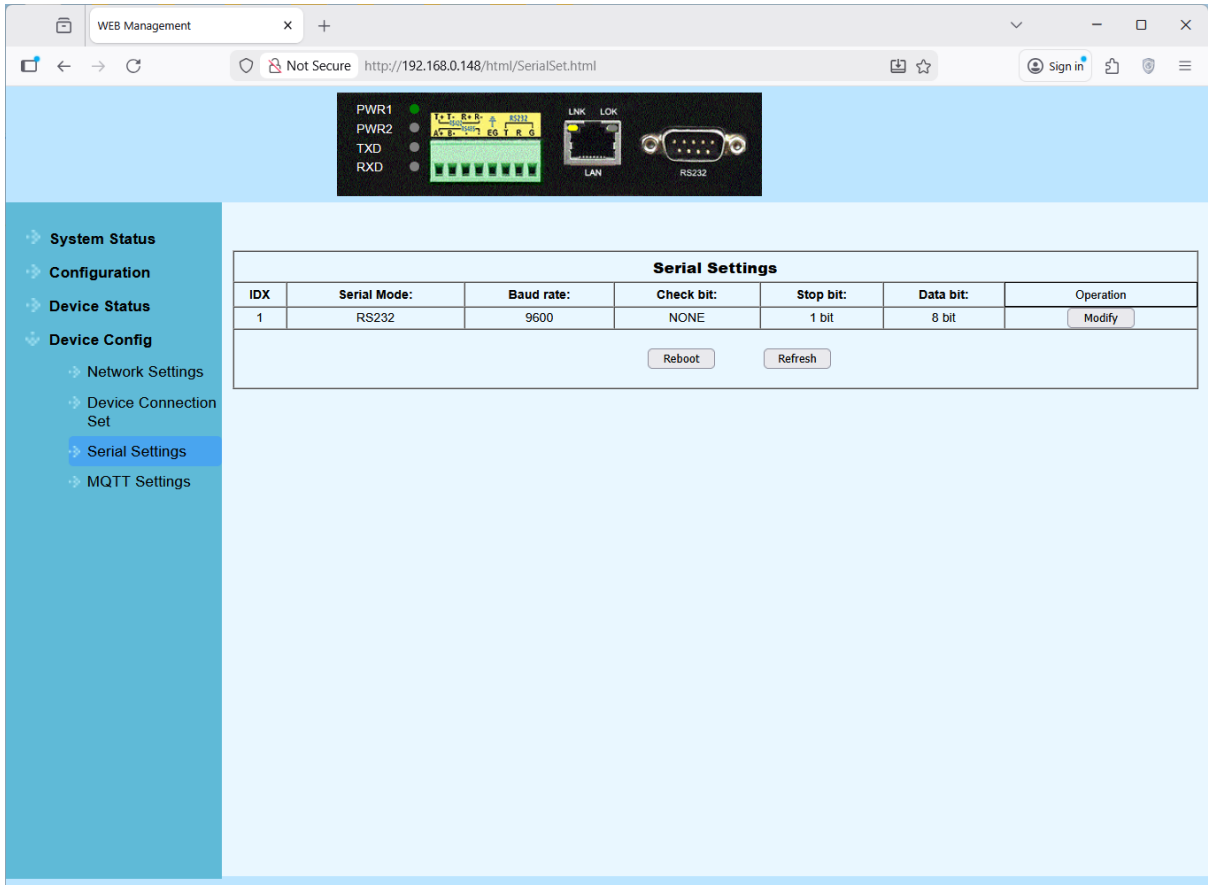 WEB Management
Not Secure http://192.168.0.148/html/SerialSet.html
Sign in
PWR1
PWR2
TXD
RXD
T+ T- R+ R- RS232
A+ B- EG T R G
LNK LOK
LAN
RS232
System Status
Configuration
Device Status
Device Config
Network Settings
Device Connection
Set
Serial Settings
MQTT Settings
Serial Settings
IDX Serial Mode: Baud rate: Check bit: Stop bit: Data bit: Operation
1 RS232 9600 NONE 1 bit 8 bit Modify
Reboot Refresh